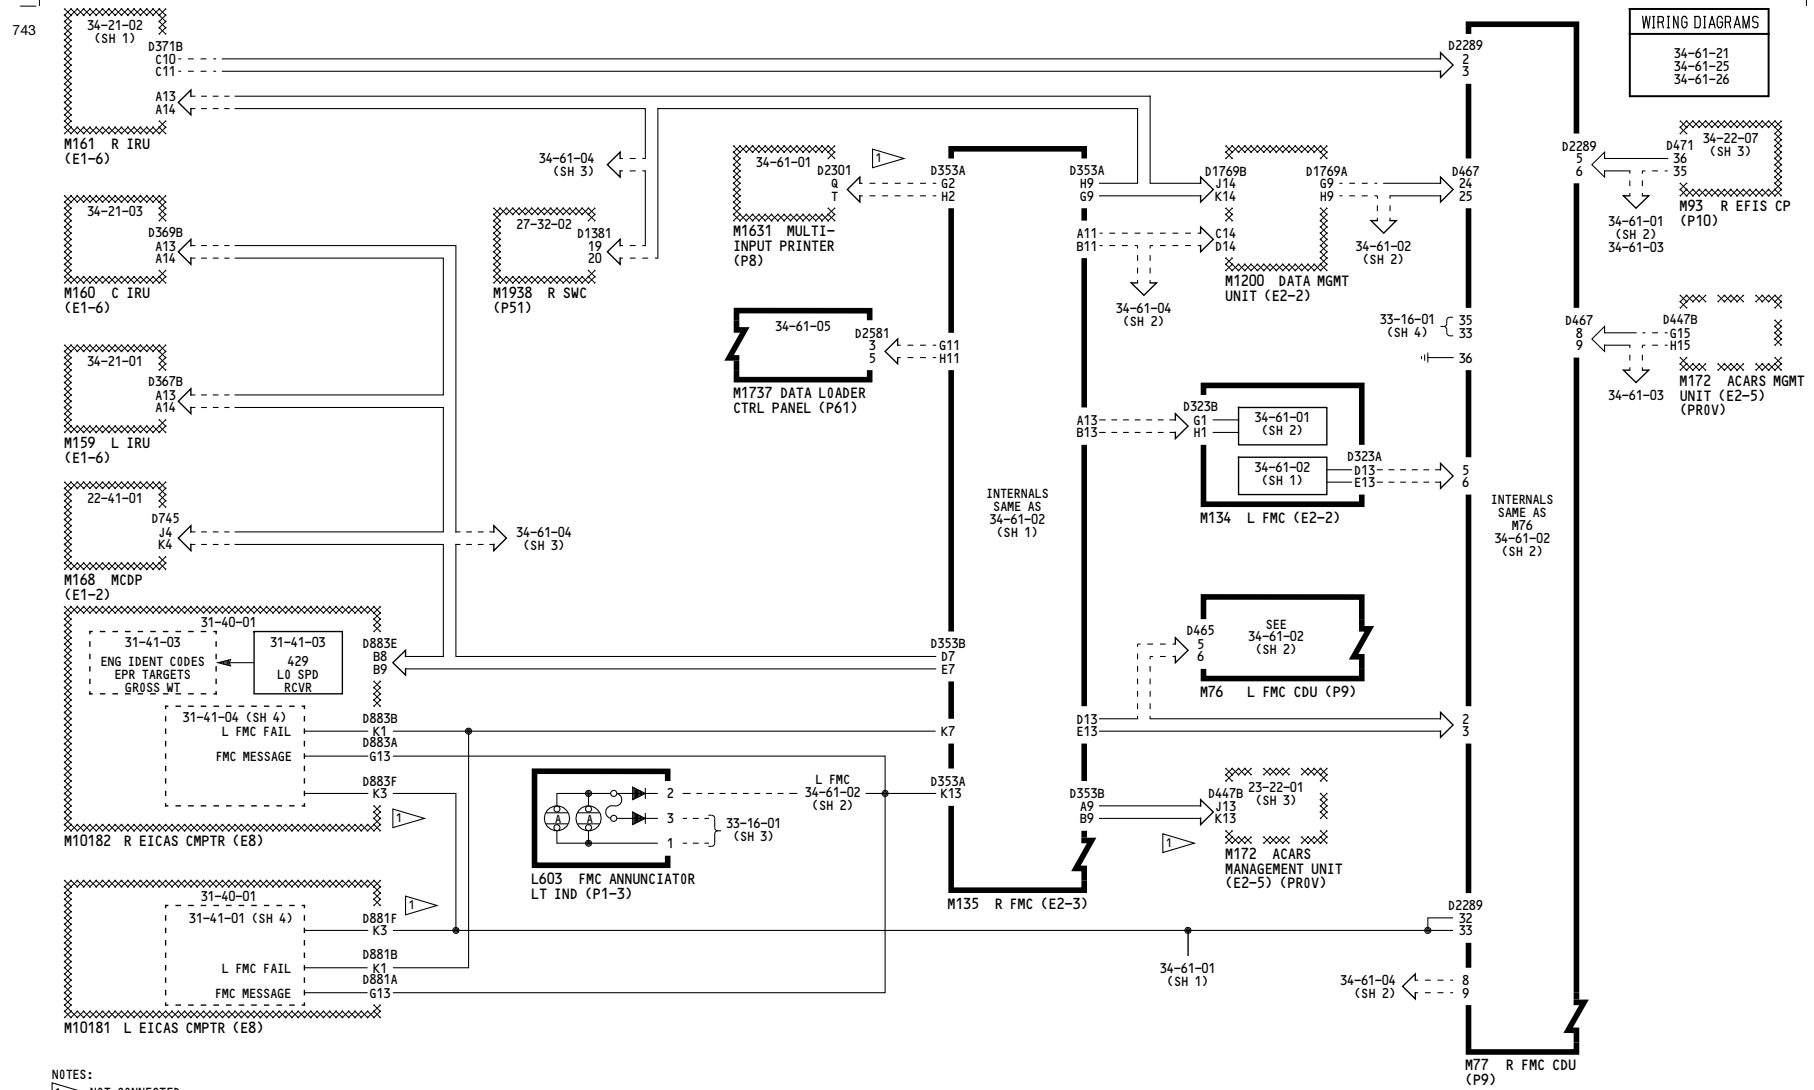 743
34-21-02
(SH 1)
D371B
C10
C11
A13
A14
M161 R IRU
(E1-6)
34-21-03
D369B
A13
A14
M160 C IRU
(E1-6)
34-21-01
D367B
A13
A14
M159 L IRU
(E1-6)
22-41-01
D745
J4
K4
M168 MCDP
(E1-2)
34-61-04
(SH 3)
31-40-01
31-41-03
ENG IDENT CODES
EPR TARGETS
GROSS WT
31-41-03
429
LO SPD
RCVR
D883E
B8
B9
31-41-04 (SH 4)
L FMC FAIL
FMC MESSAGE
D883B
K1
D883A
G13
D883F
K3
1
M10182 R EICAS CMPTR (E8)
31-40-01
31-41-01 (SH 4)
L FMC FAIL
FMC MESSAGE
D881F
K3
D881B
K1
D881A
G13
1
M10181 L EICAS CMPTR (E8)
34-61-04
(SH 3)
27-32-02
D1381
19
20
M1938 R SWC
(P51)
34-61-01
D2301
Q
T
1
M1631 MULTI-
INPUT PRINTER
(P8)
34-61-05
D2581
3
5
M1737 DATA LOADER
CTRL PANEL (P61)
2
3
1
A
A
L FMC
34-61-02
(SH 2)
33-16-01
(SH 3)
L603 FMC ANNUNCIATOR
LT IND (P1-3)
D353A
G2
H2
G11
H11
D353B
D7
E7
K7
D353A
K13
INTERNALS
SAME AS
34-61-02
(SH 1)
D353A
H9
G9
A11
B11
A13
B13
D13
E13
D353B
A9
B9
M135 R FMC (E2-3)
34-61-04
(SH 2)
D1769B
J14
K14
C14
D14
D1769A
G9
H9
M1200 DATA MGMT
UNIT (E2-2)
34-61-02
(SH 2)
D323B
G1
H1
34-61-01
(SH 2)
34-61-02
(SH 1)
D323A
D13
E13
M134 L FMC (E2-2)
D465
5
6
SEE
34-61-02
(SH 2)
M76 L FMC CDU (P9)
D447B
J13
K13
23-22-01
(SH 3)
1
M172 ACARS
MANAGEMENT UNIT
(E2-5) (PROV)
34-61-01
(SH 1)
D2289
2
3
D467
24
25
33-16-01
(SH 4)
35
33
36
5
6
2
3
D2289
32
33
34-61-04
(SH 2)
8
9
INTERNALS
SAME AS
M76
34-61-02
(SH 2)
M77 R FMC CDU
(P9)
WIRING DIAGRAMS
34-61-21
34-61-25
34-61-26
D2289
5
6
D471
36
35
34-22-07
(SH 3)
M93 R EFIS CP
(P10)
34-61-01
(SH 2)
34-61-03
D467
8
9
D447B
G15
H15
M172 ACARS MGMT
UNIT (E2-5)
(PROV)
34-61-03
NOTES: